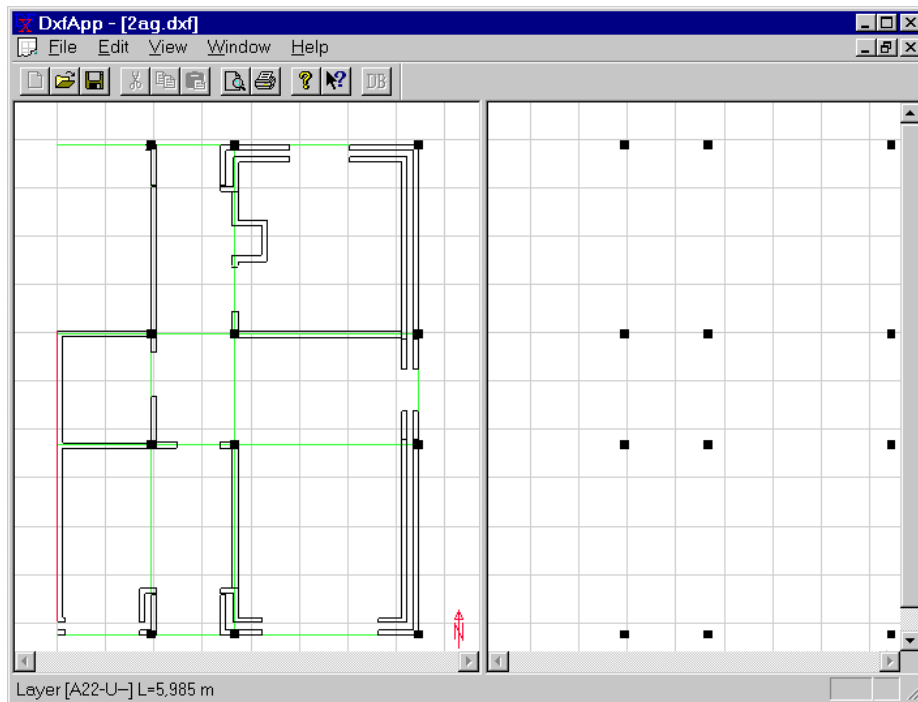 DxfApp - [2ag.dxf]
File Edit View Window Help
DB
N
Layer [A22-U--] L=5,985 m